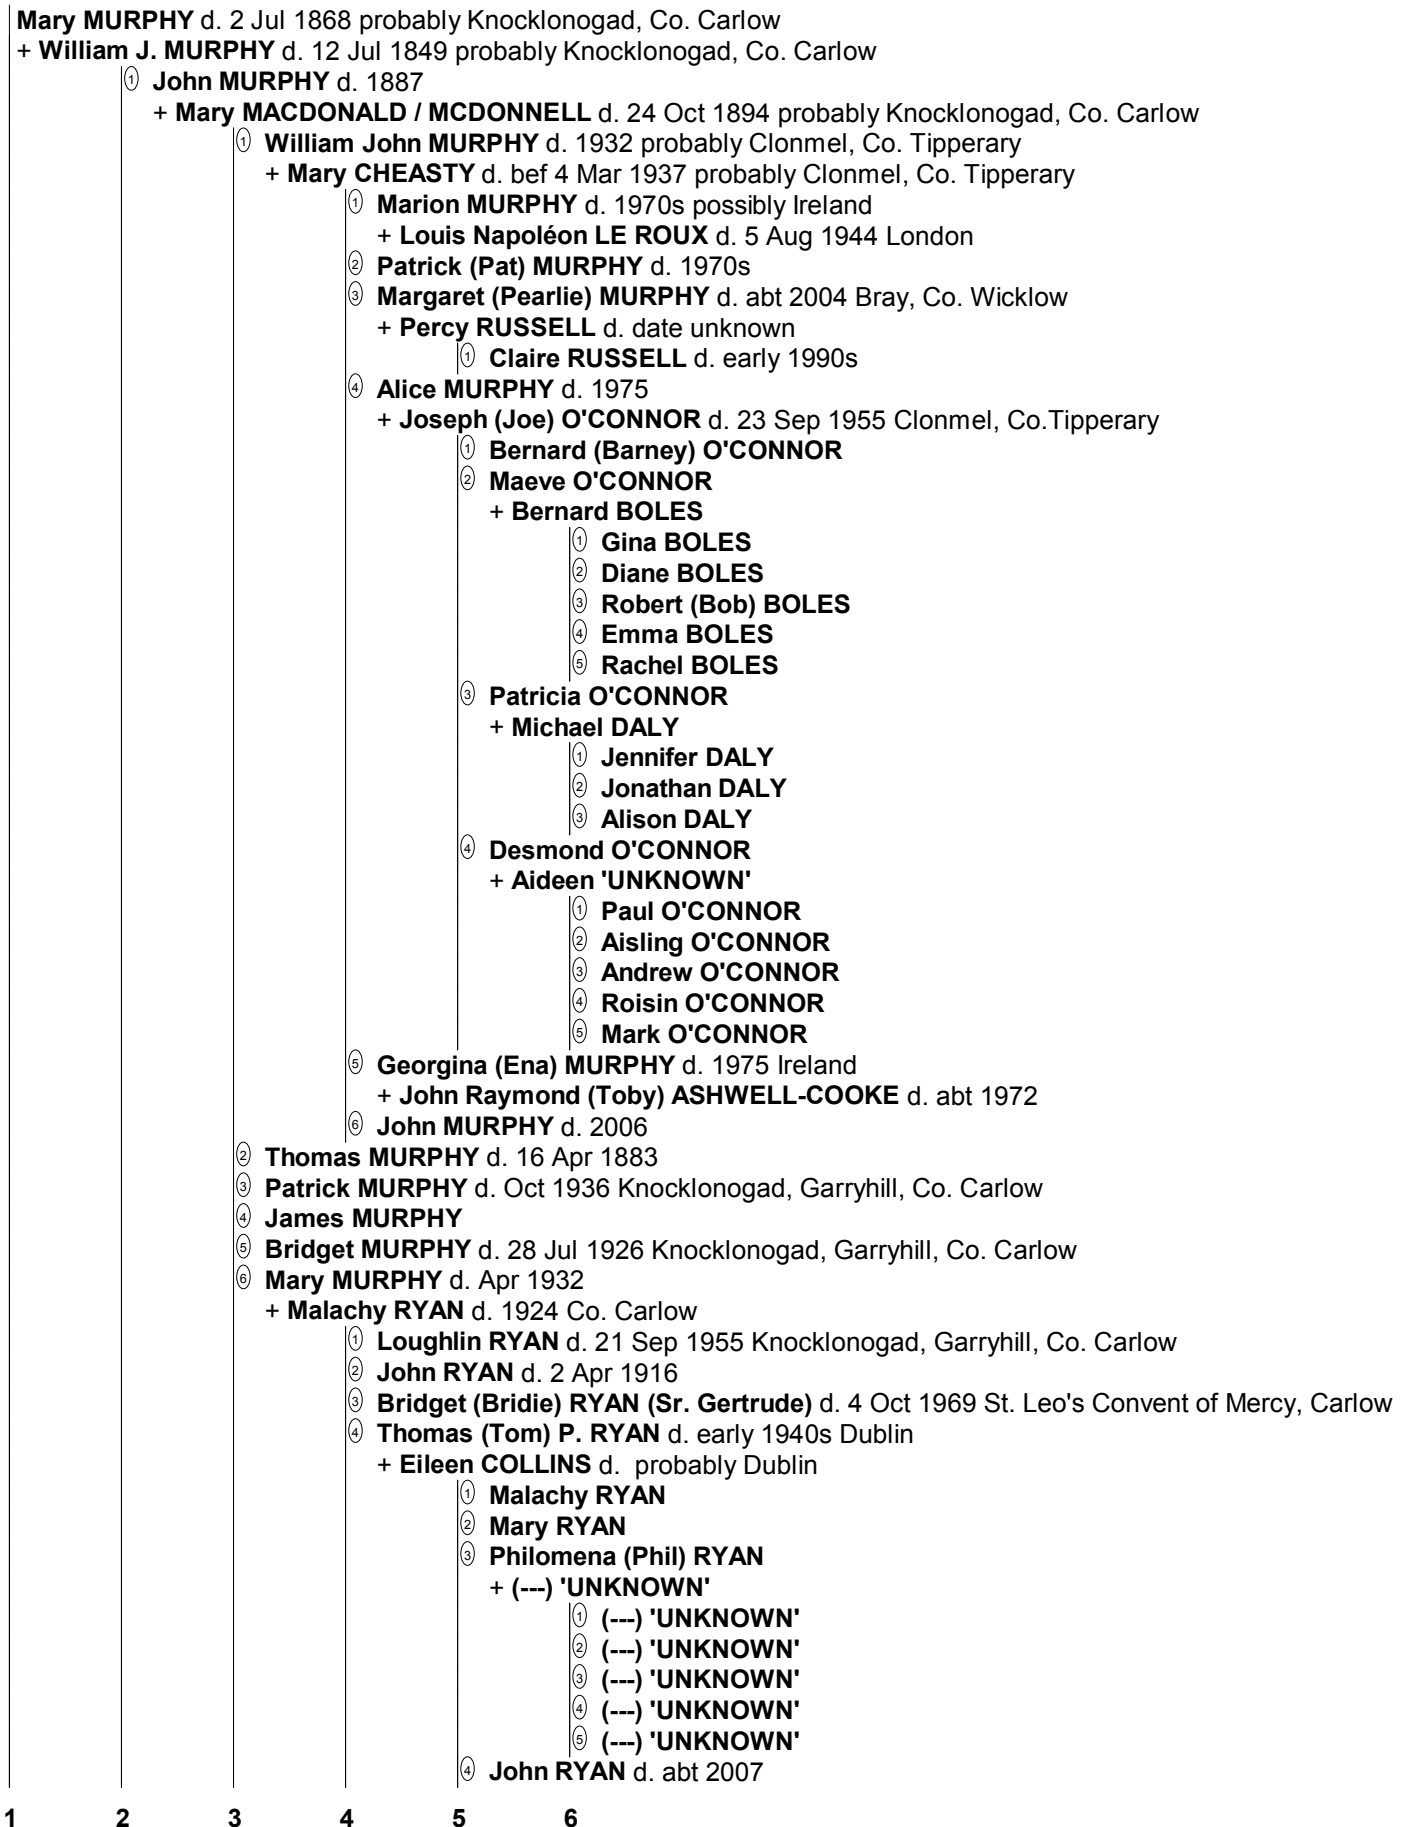 Mary MURPHY d. 2 Jul 1868 probably Knocklonogad, Co. Carlow
+ William J. MURPHY d. 12 Jul 1849 probably Knocklonogad, Co. Carlow
1 John MURPHY d. 1887
+ Mary MACDONALD / MCDONNELL d. 24 Oct 1894 probably Knocklonogad, Co. Carlow
1 William John MURPHY d. 1932 probably Clonmel, Co. Tipperary
+ Mary CHEASTY d. bef 4 Mar 1937 probably Clonmel, Co. Tipperary
1 Marion MURPHY d. 1970s possibly Ireland
+ Louis Napoléon LE ROUX d. 5 Aug 1944 London
2 Patrick (Pat) MURPHY d. 1970s
3 Margaret (Pearlie) MURPHY d. abt 2004 Bray, Co. Wicklow
+ Percy RUSSELL d. date unknown
1 Claire RUSSELL d. early 1990s
4 Alice MURPHY d. 1975
+ Joseph (Joe) O'CONNOR d. 23 Sep 1955 Clonmel, Co.Tipperary
1 Bernard (Barney) O'CONNOR
2 Maeve O'CONNOR
+ Bernard BOLES
1 Gina BOLES
2 Diane BOLES
3 Robert (Bob) BOLES
4 Emma BOLES
5 Rachel BOLES
3 Patricia O'CONNOR
+ Michael DALY
1 Jennifer DALY
2 Jonathan DALY
3 Alison DALY
4 Desmond O'CONNOR
+ Aideen 'UNKNOWN'
1 Paul O'CONNOR
2 Aisling O'CONNOR
3 Andrew O'CONNOR
4 Roisin O'CONNOR
5 Mark O'CONNOR
5 Georgina (Ena) MURPHY d. 1975 Ireland
+ John Raymond (Toby) ASHWELL-COOKE d. abt 1972
6 John MURPHY d. 2006
2 Thomas MURPHY d. 16 Apr 1883
3 Patrick MURPHY d. Oct 1936 Knocklonogad, Garryhill, Co. Carlow
4 James MURPHY
5 Bridget MURPHY d. 28 Jul 1926 Knocklonogad, Garryhill, Co. Carlow
6 Mary MURPHY d. Apr 1932
+ Malachy RYAN d. 1924 Co. Carlow
1 Loughlin RYAN d. 21 Sep 1955 Knocklonogad, Garryhill, Co. Carlow
2 John RYAN d. 2 Apr 1916
3 Bridget (Bridie) RYAN (Sr. Gertrude) d. 4 Oct 1969 St. Leo's Convent of Mercy, Carlow
4 Thomas (Tom) P. RYAN d. early 1940s Dublin
+ Eileen COLLINS d. probably Dublin
1 Malachy RYAN
2 Mary RYAN
3 Philomena (Phil) RYAN
+ (---) 'UNKNOWN'
1 (---) 'UNKNOWN'
2 (---) 'UNKNOWN'
3 (---) 'UNKNOWN'
4 (---) 'UNKNOWN'
5 (---) 'UNKNOWN'
4 John RYAN d. abt 2007
1 2 3 4 5 6